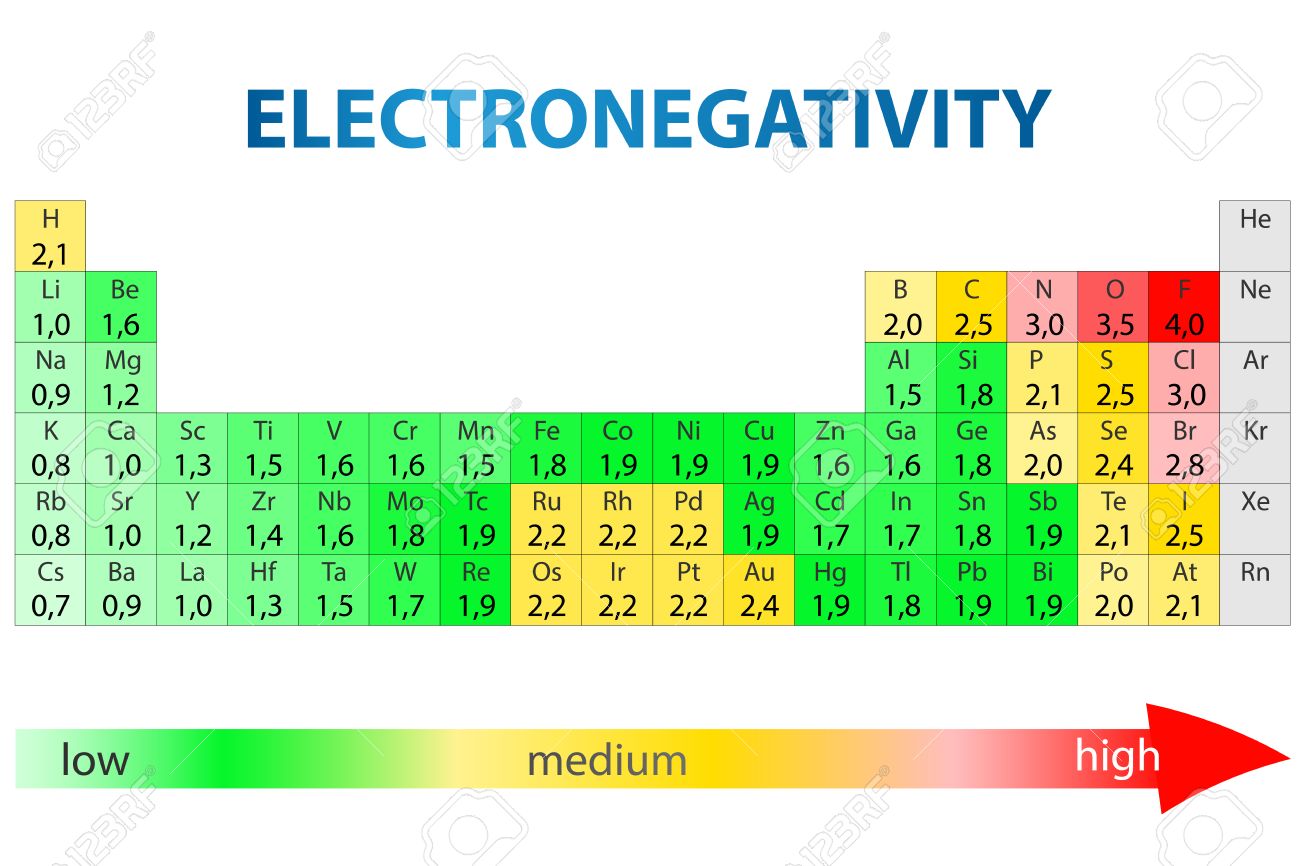 ELECTRONEGATIVITY
H He
2,1
Li Be B C N O F Ne
1,0 1,6 2,0 2,5 3,0 3,5 4,0
Na Mg Al Si P S Cl Ar
0,9 1,2 1,5 1,8 2,1 2,5 3,0
K Ca Sc Ti V Cr Mn Fe Co Ni Cu Zn Ga Ge As Se Br Kr
0,8 1,0 1,3 1,5 1,6 1,6 1,5 1,8 1,9 1,9 1,9 1,6 1,6 1,8 2,0 2,4 2,8
Rb Sr Y Zr Nb Mo Tc Ru Rh Pd Ag Cd In Sn Sb Te I Xe
0,8 1,0 1,2 1,4 1,6 1,8 1,9 2,2 2,2 2,2 1,9 1,7 1,7 1,8 1,9 2,1 2,5
Cs Ba La Hf Ta W Re Os Ir Pt Au Hg Tl Pb Bi Po At Rn
0,7 0,9 1,0 1,3 1,5 1,7 1,9 2,2 2,2 2,2 2,4 1,9 1,8 1,9 1,9 2,0 2,1
low medium high
123RF
123RF
123RF
123RF
123RF
123RF